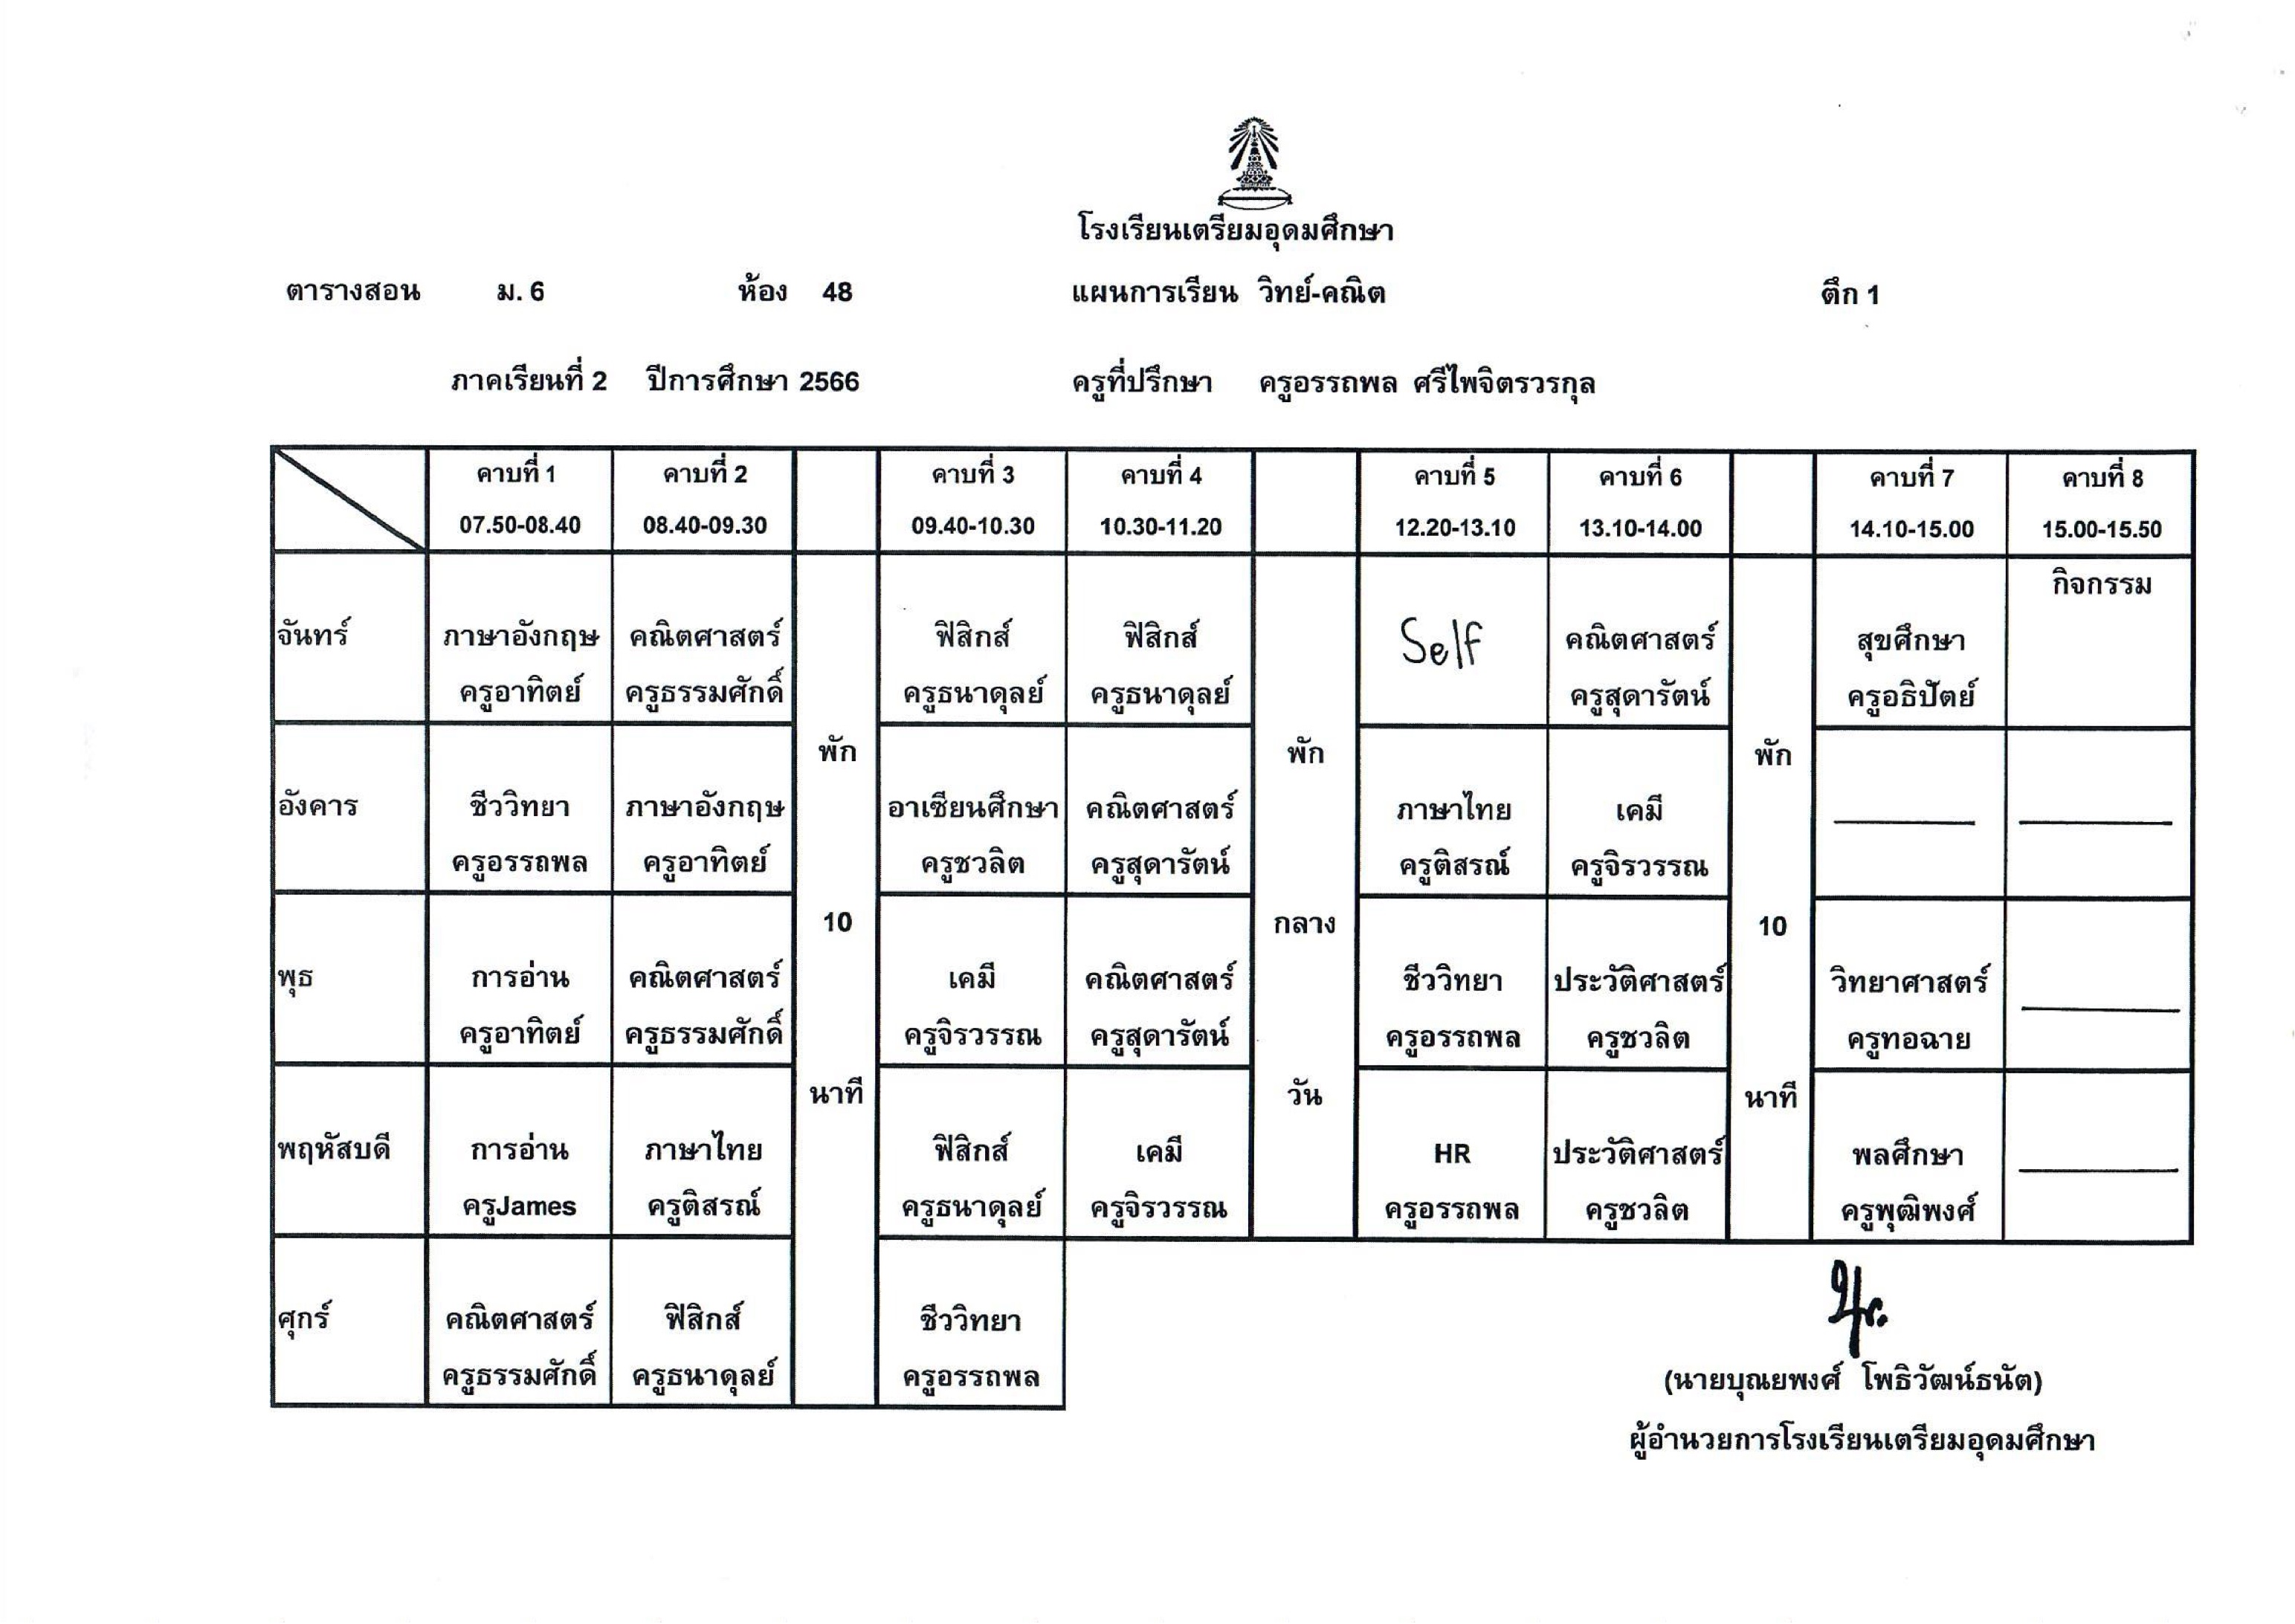 โรงเรียนเตรียมอุดมศึกษา
ตารางสอน ม. 6 ห้อง 48 แผนการเรียน วิทย์-คณิต ตึก 1
ภาคเรียนที่ 2 ปีการศึกษา 2566 ครูที่ปรึกษา ครูอรรถพล ศรีไพจิตรวรกุล
คาบที่ 1 คาบที่ 2 คาบที่ 3 คาบที่ 4 คาบที่ 5 คาบที่ 6 คาบที่ 7 คาบที่ 8
07.50-08.40 08.40-09.30 09.40-10.30 10.30-11.20 12.20-13.10 13.10-14.00 14.10-15.00 15.00-15.50
กิจกรรม
จันทร์ ภาษาอังกฤษ คณิตศาสตร์ ฟิสิกส์ ฟิสิกส์ Self คณิตศาสตร์ สุขศึกษา
ครูอาทิตย์ ครูธรรมศักดิ์ ครูธนาดุลย์ ครูธนาดุลย์ ครูสุดารัตน์ ครูอธิปัตย์
พัก พัก พัก
อังคาร ชีววิทยา ภาษาอังกฤษ อาเซียนศึกษา คณิตศาสตร์ ภาษาไทย เคมี
ครูอรรถพล ครูอาทิตย์ ครูชวลิต ครูสุดารัตน์ ครูติสรณ์ ครูจิรวรรณ
10 กลาง 10
พุธ การอ่าน คณิตศาสตร์ เคมี คณิตศาสตร์ ชีววิทยา ประวัติศาสตร์ วิทยาศาสตร์
ครูอาทิตย์ ครูธรรมศักดิ์ ครูจิรวรรณ ครูสุดารัตน์ ครูอรรถพล ครูชวลิต ครูทอฉาย
นาที วัน นาที
พฤหัสบดี การอ่าน ภาษาไทย ฟิสิกส์ เคมี HR ประวัติศาสตร์ พลศึกษา
ครูJames ครูติสรณ์ ครูธนาดุลย์ ครูจิรวรรณ ครูอรรถพล ครูชวลิต ครูพุฒิพงศ์
ศุกร์ คณิตศาสตร์ ฟิสิกส์ ชีววิทยา
ครูธรรมศักดิ์ ครูธนาดุลย์ ครูอรรถพล
(นายบุณยพงศ์ โพธิวัฒน์ธนัต)
ผู้อำนวยการโรงเรียนเตรียมอุดมศึกษา